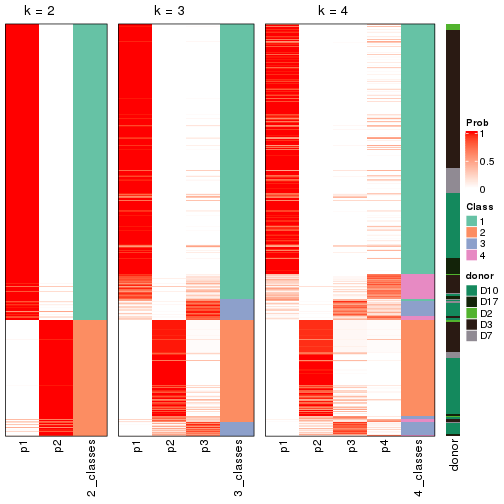 k = 2
k = 3
k = 4
p1
p2
2_classes
p1
p2
p3
3_classes
p1
p2
p3
p4
4_classes
donor
Prob
1
0.5
0
Class
1
2
3
4
donor
D10
D17
D2
D3
D7